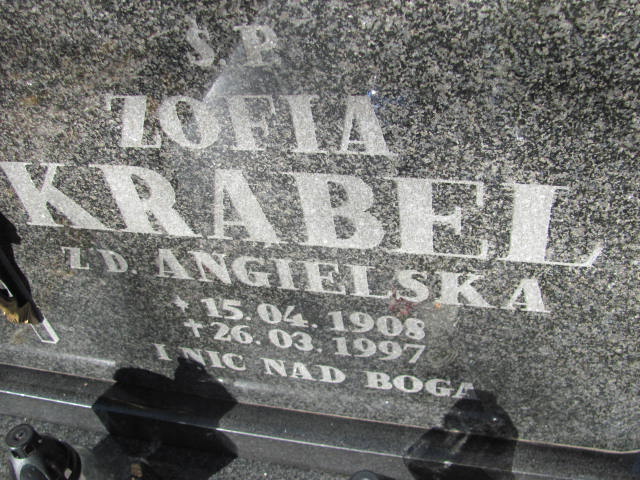 Ś.P.
ZOFIA
KRABEL
Z D. ANGIELSKA
* 15.04.1908
✝ 26.03.1997
I NIC NAD BOGA